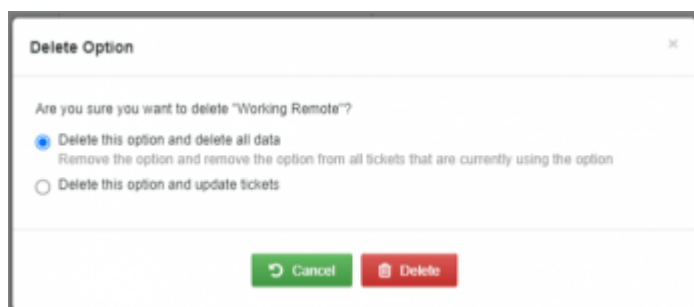 Delete Option
×
Are you sure you want to delete "Working Remote"?
Delete this option and delete all data
Remove the option and remove the option from all tickets that are currently using the option
Delete this option and update tickets
Cancel Delete